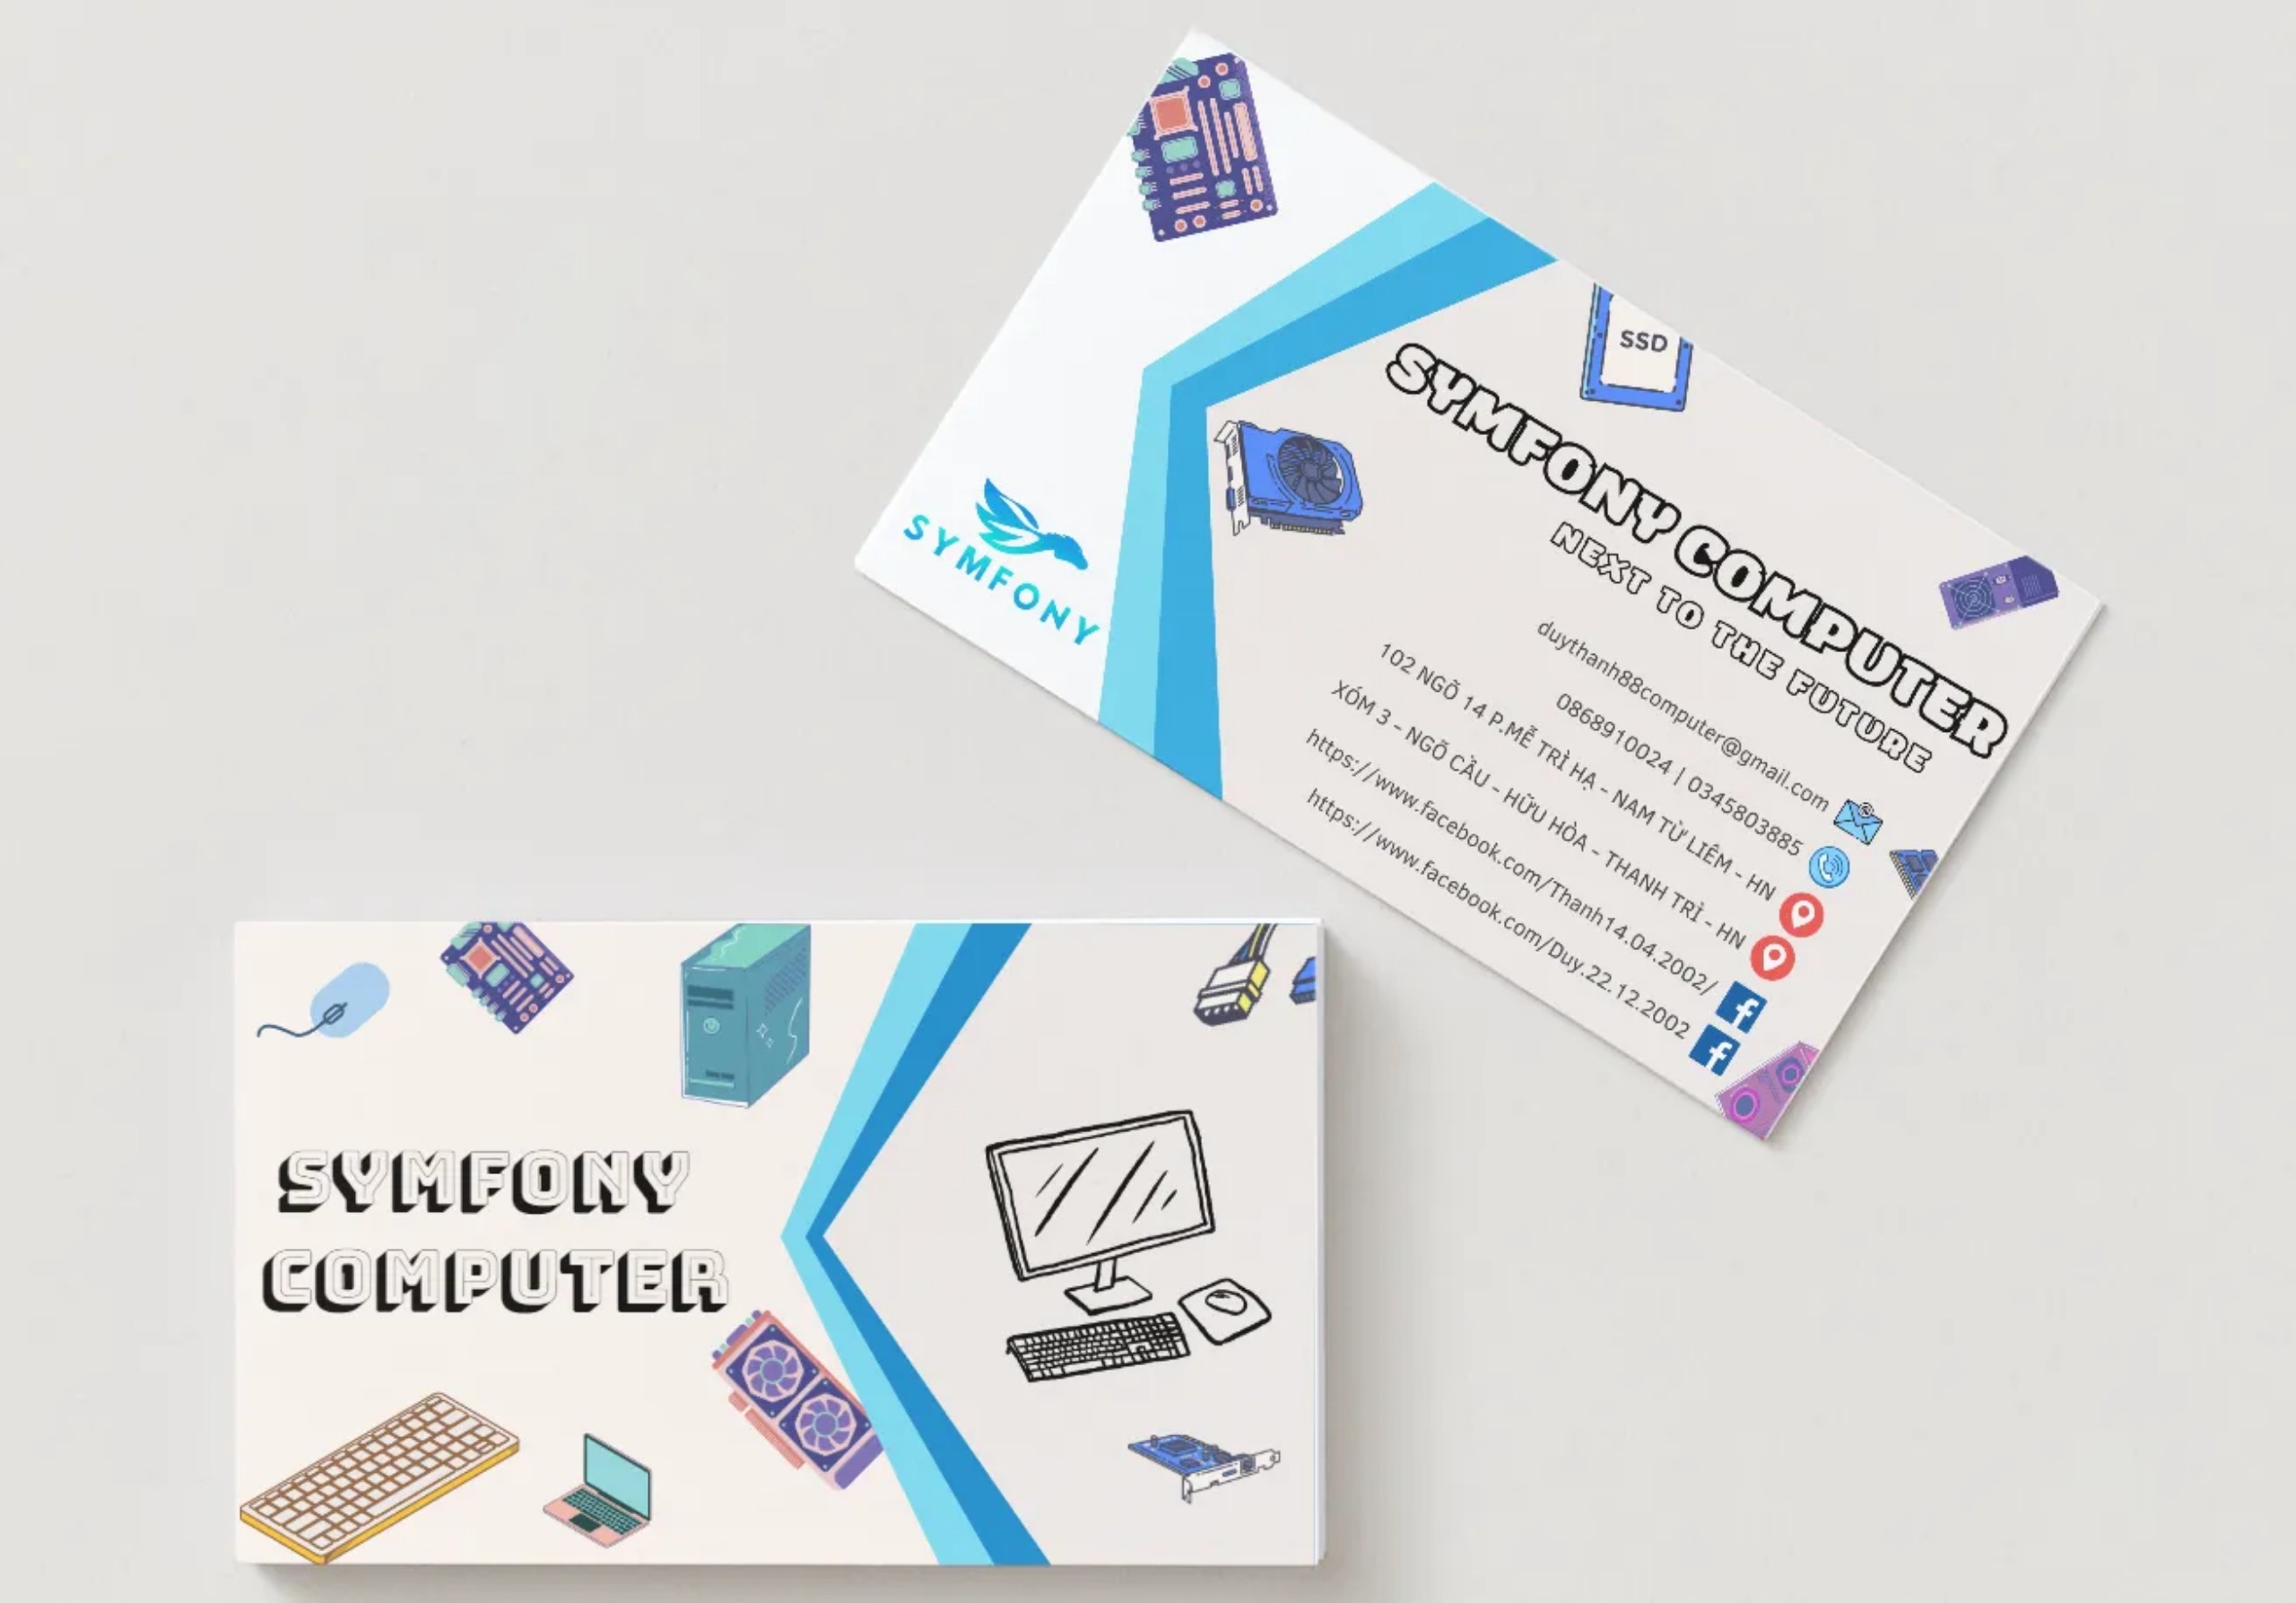 SSD
SYMFONY COMPUTER
NEXT TO THE FUTURE
SYMFONY
duythanh88computer@gmail.com
0868910024 | 0345803885
102 NGÕ 14 P.MỄ TRÌ HẠ - NAM TỪ LIÊM - HN
XÓM 3 - NGÕ CẦU - HỮU HÒA - THANH TRÌ - HN
https://www.facebook.com/Thanh14.04.2002/
https://www.facebook.com/Duy.22.12.2002
SYMFONY
COMPUTER